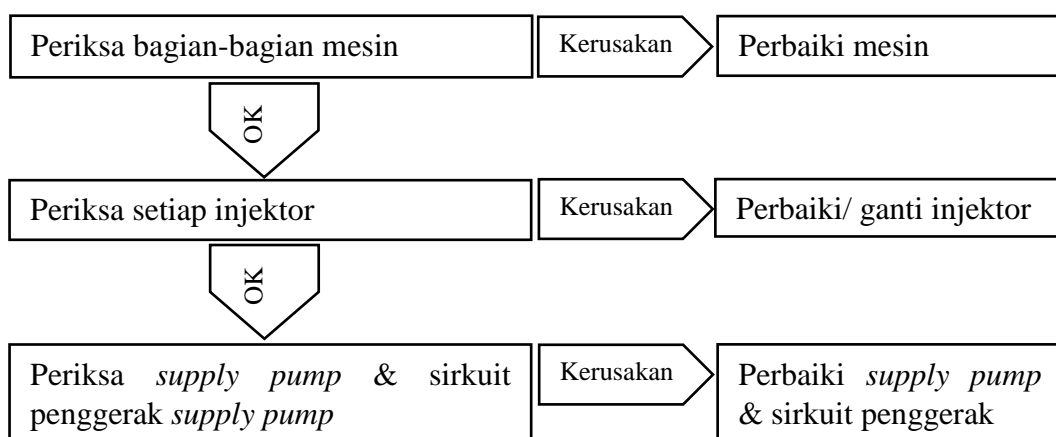 Periksa bagian-bagian mesin
Kerusakan
Perbaiki mesin
OK
Periksa setiap injektor
Kerusakan
Perbaiki/ ganti injektor
OK
Periksa supply pump & sirkuit
penggerak supply pump
Kerusakan
Perbaiki supply pump
& sirkuit penggerak